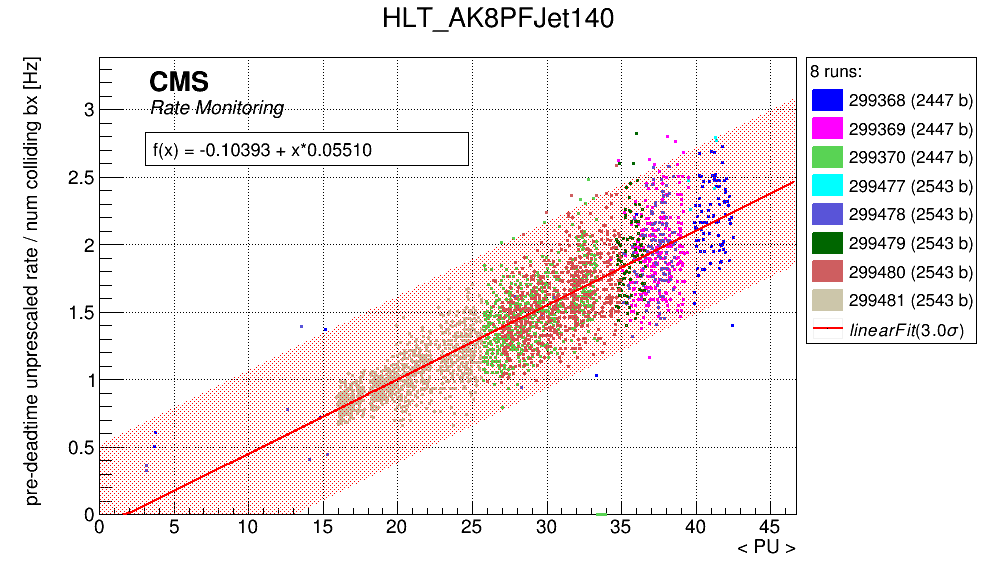 HLT_AK8PFJet140
pre-deadtime unprescaled rate / num colliding bx [Hz]
CMS
Rate Monitoring
f(x) = -0.10393 + x*0.05510
3
2.5
2
1.5
1
0.5
0
0 5 10 15 20 25 30 35 40 45
< PU >
8 runs:
299368 (2447 b)
299369 (2447 b)
299370 (2447 b)
299477 (2543 b)
299478 (2543 b)
299479 (2543 b)
299480 (2543 b)
299481 (2543 b)
linearFit(3.0σ)